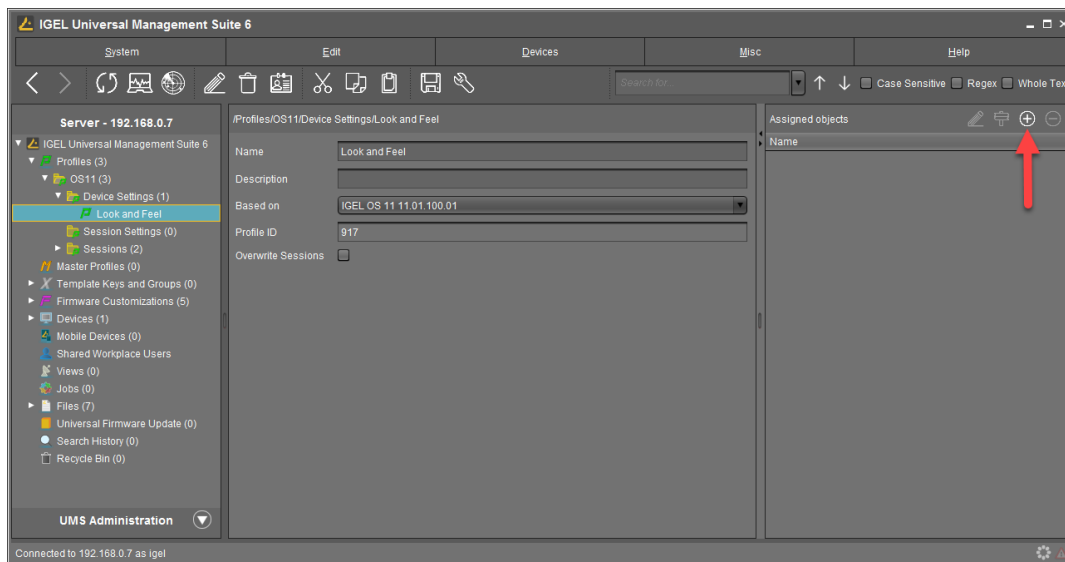 IGEL Universal Management Suite 6
System Edit Devices Misc Help
Search for...
Case Sensitive Regex Whole Tex
Server - 192.168.0.7
IGEL Universal Management Suite 6
Profiles (3)
OS11 (3)
Device Settings (1)
Look and Feel
Session Settings (0)
Sessions (2)
Master Profiles (0)
Template Keys and Groups (0)
Firmware Customizations (5)
Devices (1)
Mobile Devices (0)
Shared Workplace Users
Views (0)
Jobs (0)
Files (7)
Universal Firmware Update (0)
Search History (0)
Recycle Bin (0)
UMS Administration
/Profiles/OS11/Device Settings/Look and Feel
Name Look and Feel
Description
Based on IGEL OS 11 11.01.100.01
Profile ID 917
Overwrite Sessions
Assigned objects
Name
Connected to 192.168.0.7 as igel